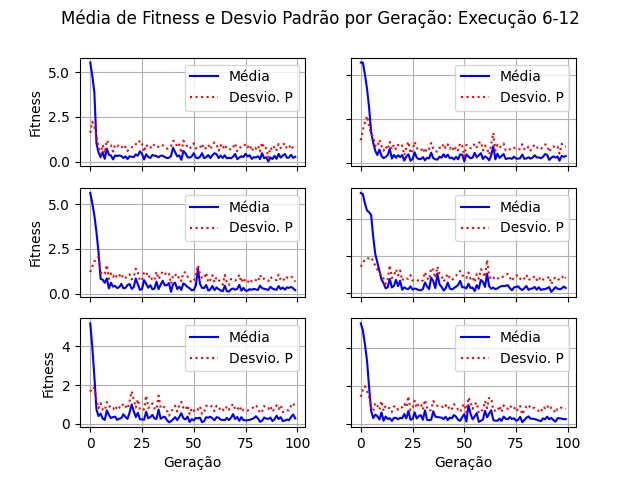 Média de Fitness e Desvio Padrão por Geração: Execução 6-12
5.0
2.5
0.0
Fitness
Média
Desvio. P
Média
Desvio. P
5.0
2.5
0.0
Fitness
Média
Desvio. P
Média
Desvio. P
4
2
0
Fitness
Média
Desvio. P
0 25 50 75 100
Geração
Média
Desvio. P
0 25 50 75 100
Geração